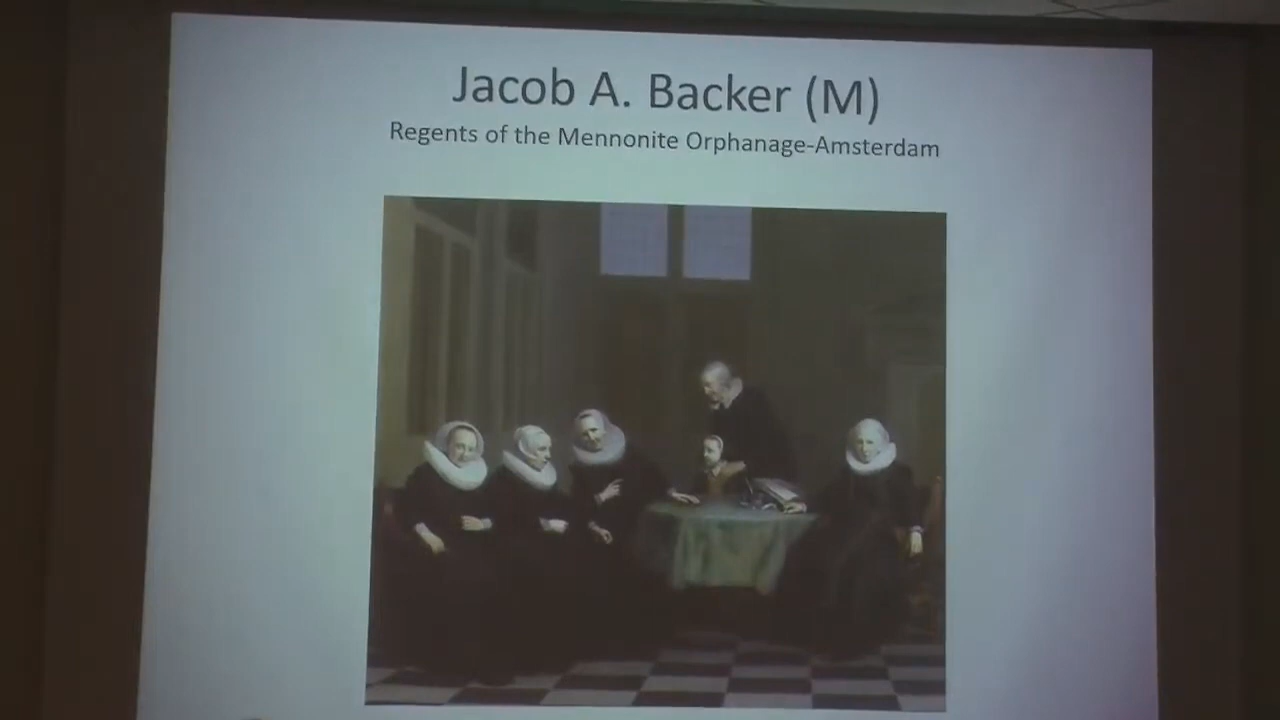 Jacob A. Backer (M)
Regents of the Mennonite Orphanage-Amsterdam